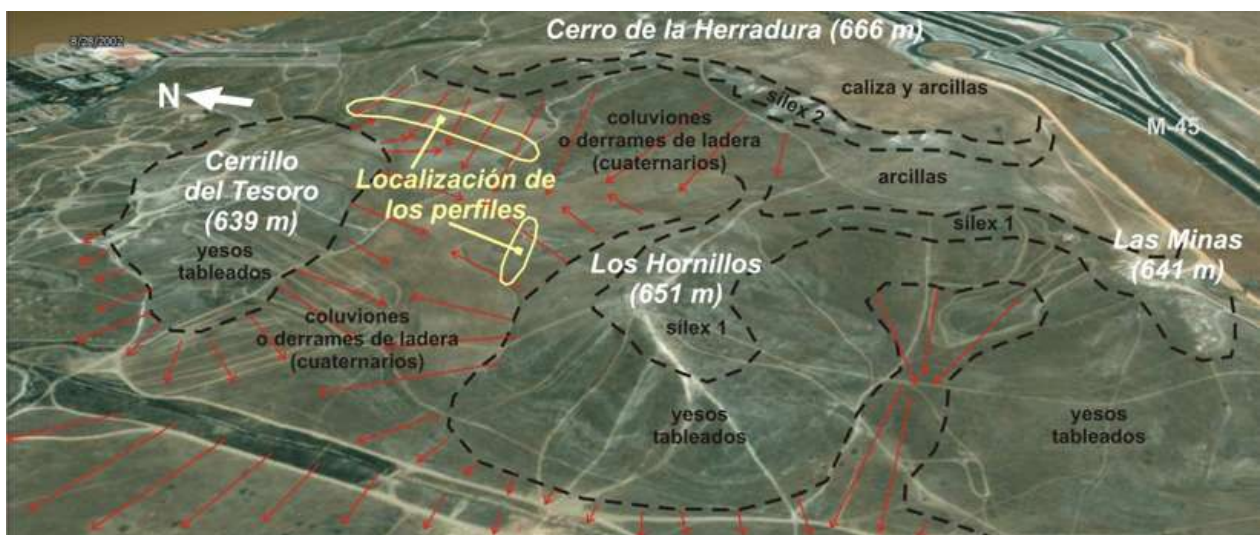 8/29/2002
Cerro de la Herradura (666 m)
N
caliza y arcillas
sílex 2
M-45
coluviones
o derrames de ladera
(cuaternarios)
Cerrillo
del Tesoro
(639 m)
Localización de
los perfiles
arcillas
sílex 1
yesos
tableados
Los Hornillos
(651 m)
Las Minas
(641 m)
coluviones
o derrames de ladera
(cuaternarios)
sílex 1
yesos
tableados
yesos
tableados